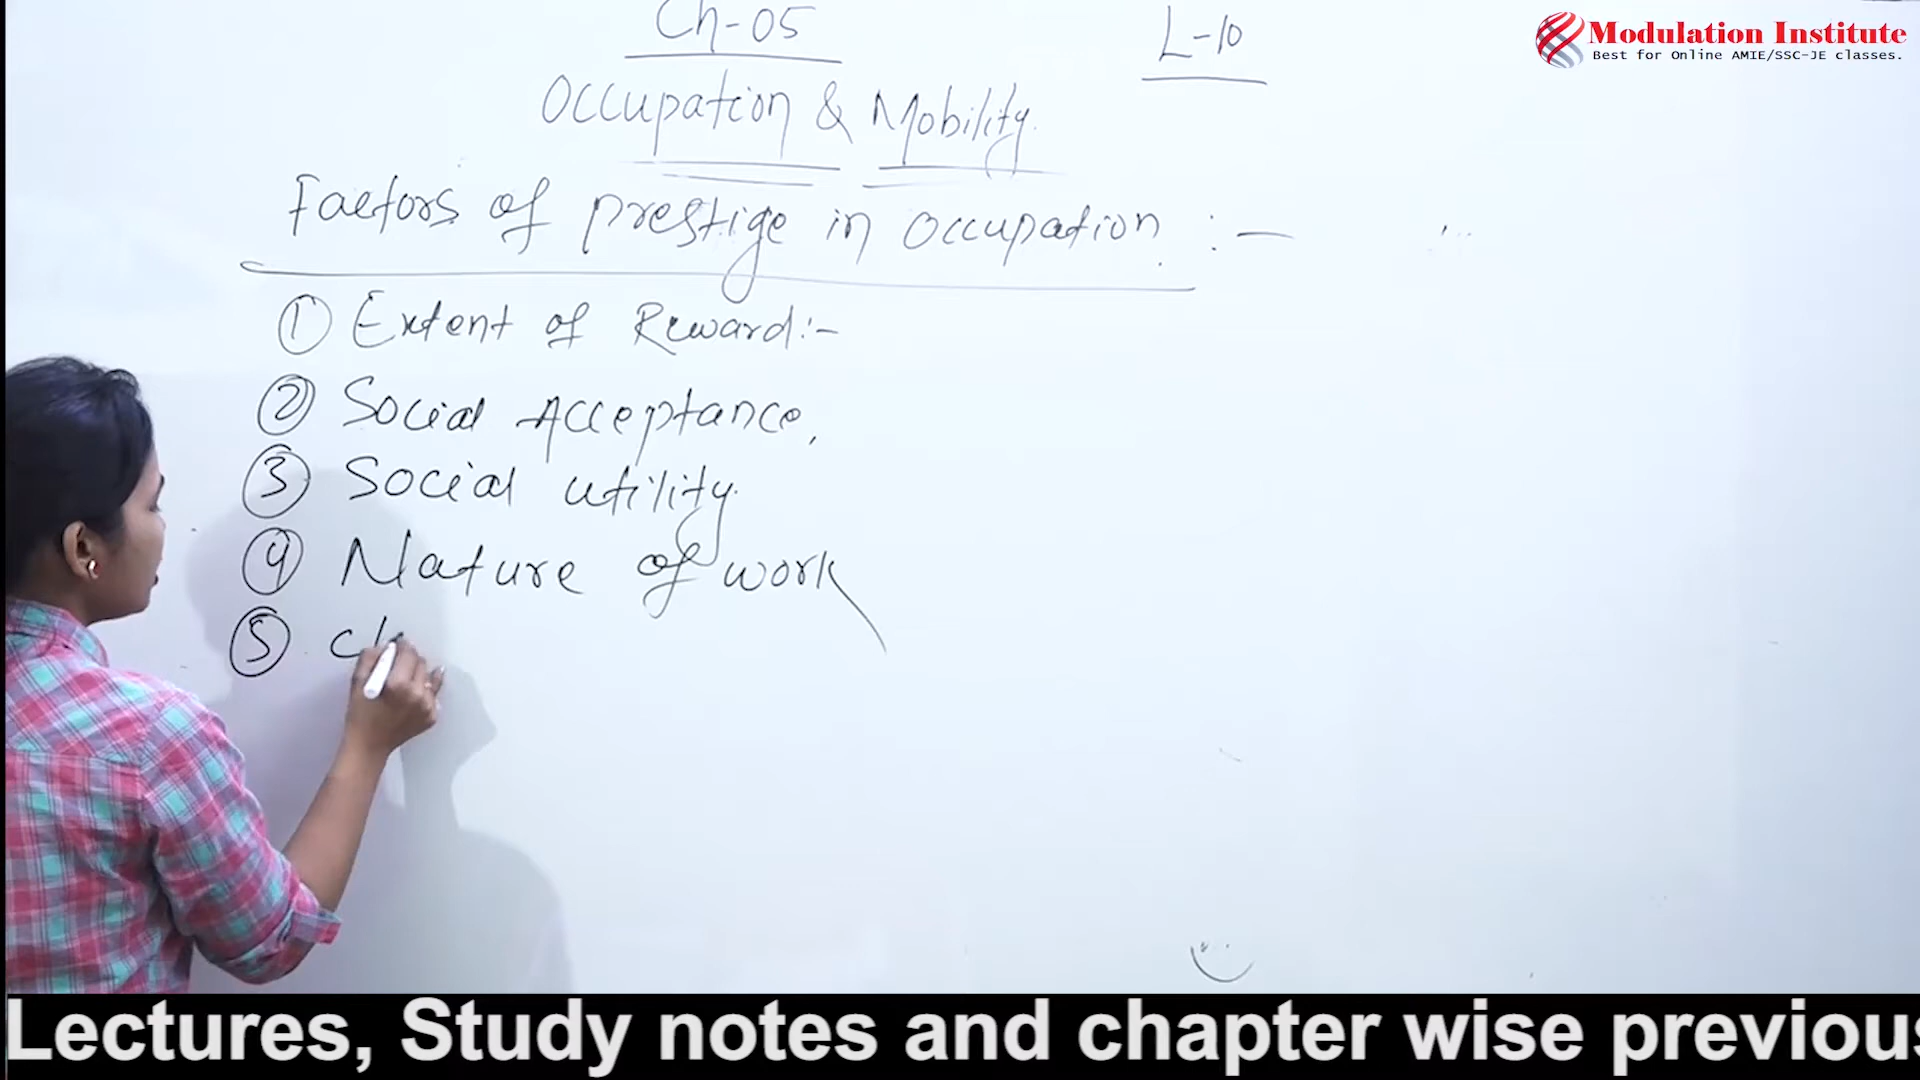 Ch-05
L-10
Modulation Institute
Best for Online AMIE/SSC-JE classes.
Occupation & Mobility.
Factors of prestige in occupation :-
① Extent of Reward:-
② Social Acceptance,
③ Social utility.
④ Nature of work
⑤
Lectures, Study notes and chapter wise previous